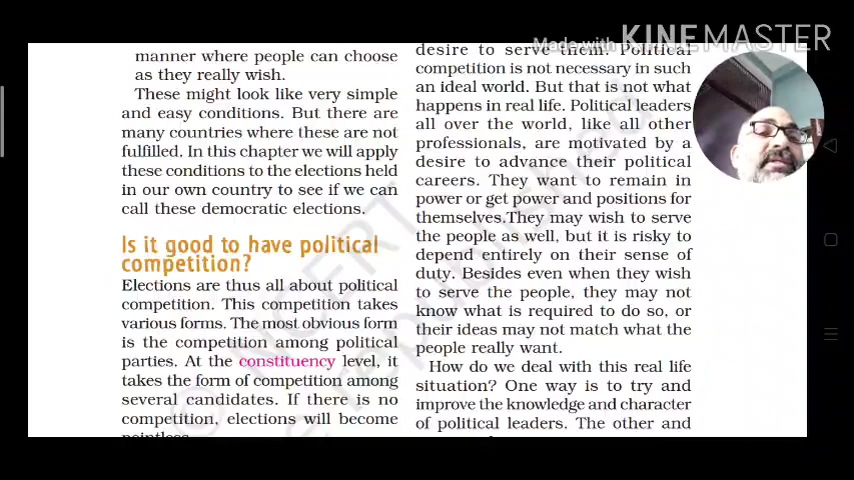 Made with KINEMASTER
manner where people can choose
as they really wish.
These might look like very simple
and easy conditions. But there are
many countries where these are not
fulfilled. In this chapter we will apply
these conditions to the elections held
in our own country to see if we can
call these democratic elections.
Is it good to have political
competition?
Elections are thus all about political
competition. This competition takes
various forms. The most obvious form
is the competition among political
parties. At the constituency level, it
takes the form of competition among
several candidates. If there is no
competition, elections will become
pointless.
desire to serve them. Political
competition is not necessary in such
an ideal world. But that is not what
happens in real life. Political leaders
all over the world, like all other
professionals, are motivated by a
desire to advance their political
careers. They want to remain in
power or get power and positions for
themselves.They may wish to serve
the people as well, but it is risky to
depend entirely on their sense of
duty. Besides even when they wish
to serve the people, they may not
know what is required to do so, or
their ideas may not match what the
people really want.
How do we deal with this real life
situation? One way is to try and
improve the knowledge and character
of political leaders. The other and
© NCERT
republished